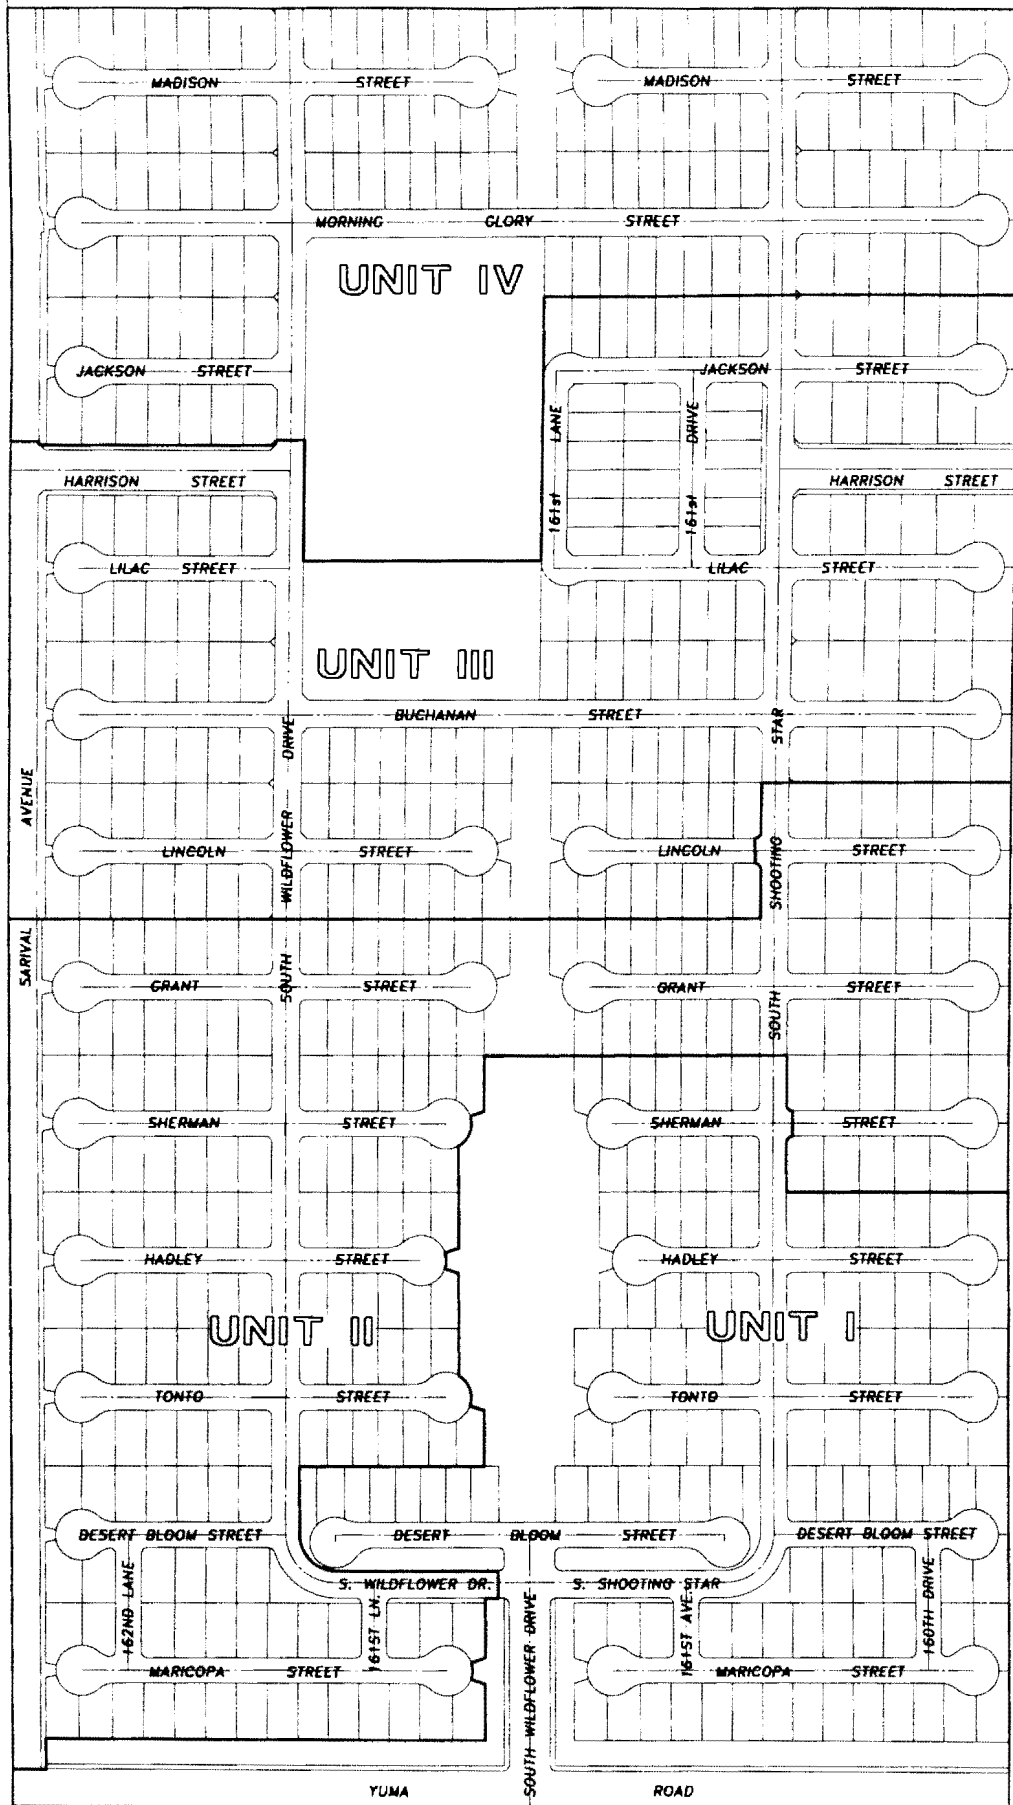 MADISON STREET MADISON STREET
MORNING GLORY STREET
UNIT IV
JACKSON STREET JACKSON STREET
161st LANE
161st DRIVE
HARRISON STREET HARRISON STREET
LILAC STREET LILAC STREET
UNIT III
BUCHANAN STREET
SARIVAL AVENUE
SOUTH WILDFLOWER DRIVE
SOUTH SHOOTING STAR
LINCOLN STREET LINCOLN STREET
GRANT STREET GRANT STREET
SHERMAN STREET SHERMAN STREET
HADLEY STREET HADLEY STREET
UNIT II UNIT I
TONTO STREET TONTO STREET
DESERT BLOOM STREET DESERT BLOOM STREET DESERT BLOOM STREET
S. WILDFLOWER DR. S. SHOOTING STAR
162ND LANE
161ST LN.
SOUTH WILDFLOWER DRIVE
161ST AVE.
160TH DRIVE
MARICOPA STREET MARICOPA STREET
YUMA ROAD